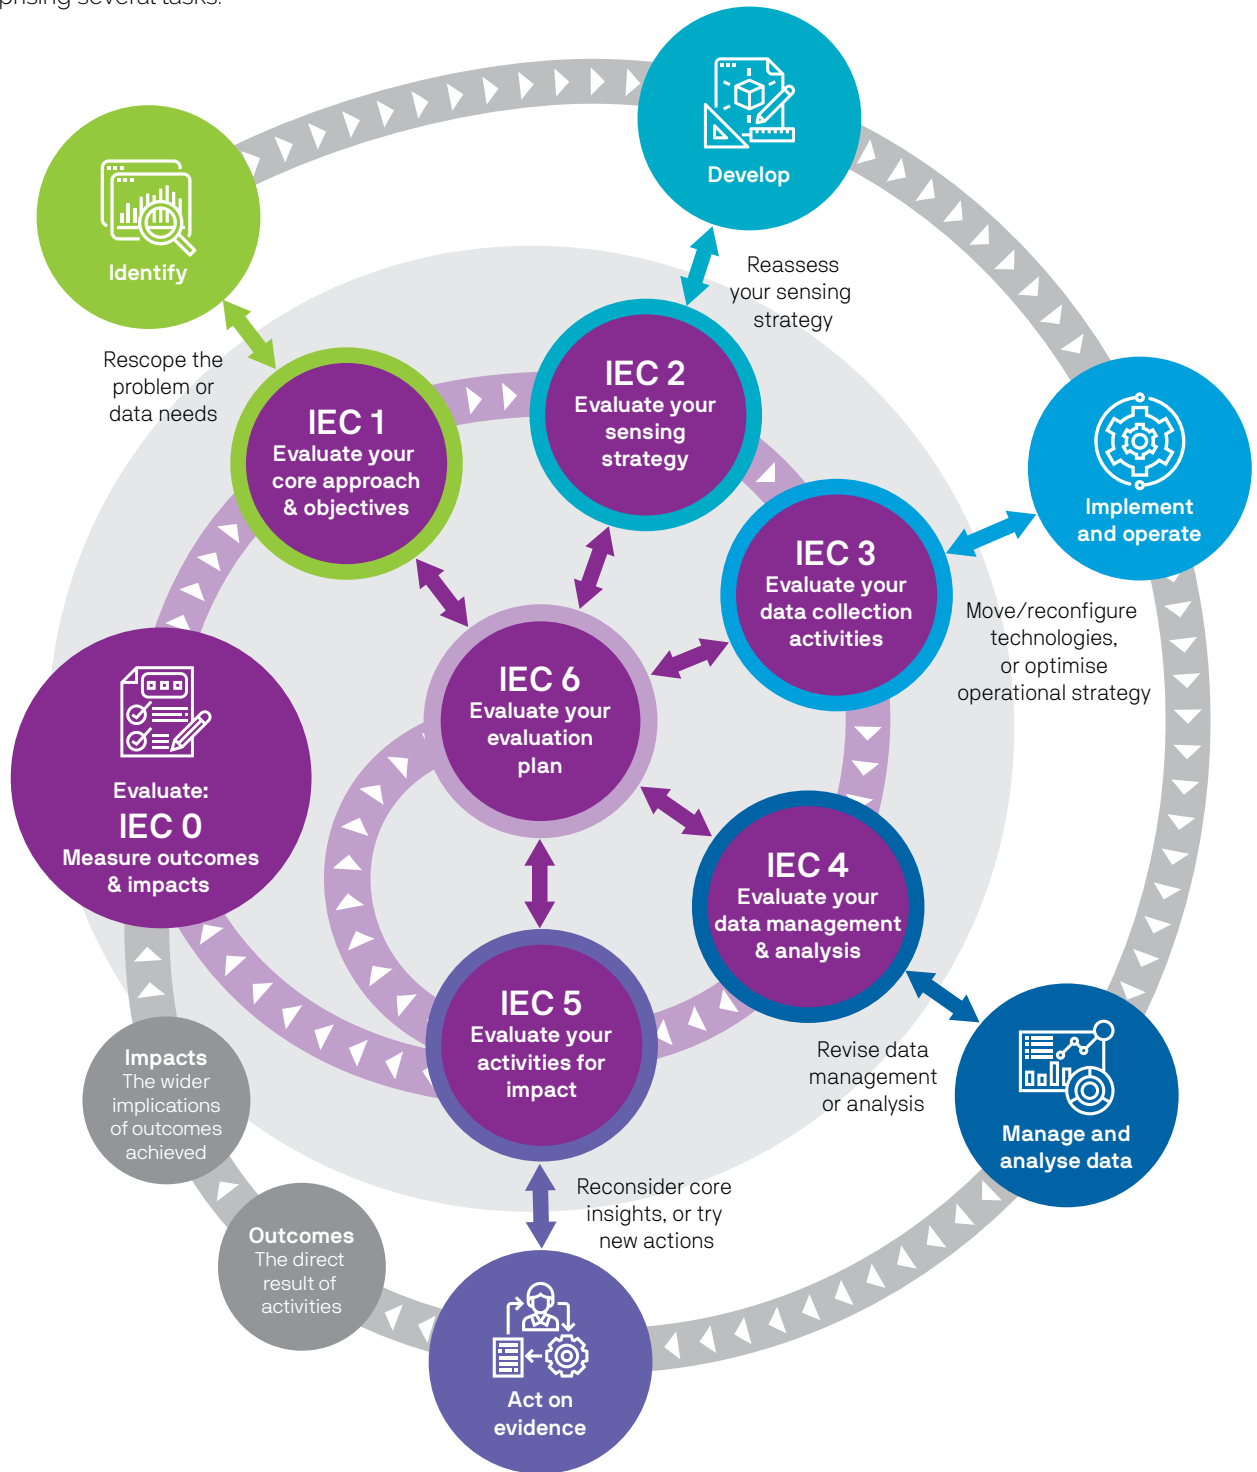 prising several tasks.
Develop
Identify
Reassess
your sensing
strategy
Rescope the
problem or
data needs
IEC 1
Evaluate your
core approach
& objectives
IEC 2
Evaluate your
sensing
strategy
Implement
and operate
IEC 3
Evaluate your
data collection
activities
Move/reconfigure
technologies,
or optimise
operational strategy
IEC 6
Evaluate your
evaluation
plan
Evaluate:
IEC 0
Measure outcomes
& impacts
IEC 4
Evaluate your
data management
& analysis
IEC 5
Evaluate your
activities for
impact
Revise data
management
or analysis
Manage and
analyse data
Impacts
The wider
implications
of outcomes
achieved
Reconsider core
insights, or try
new actions
Outcomes
The direct
result of
activities
Act on
evidence